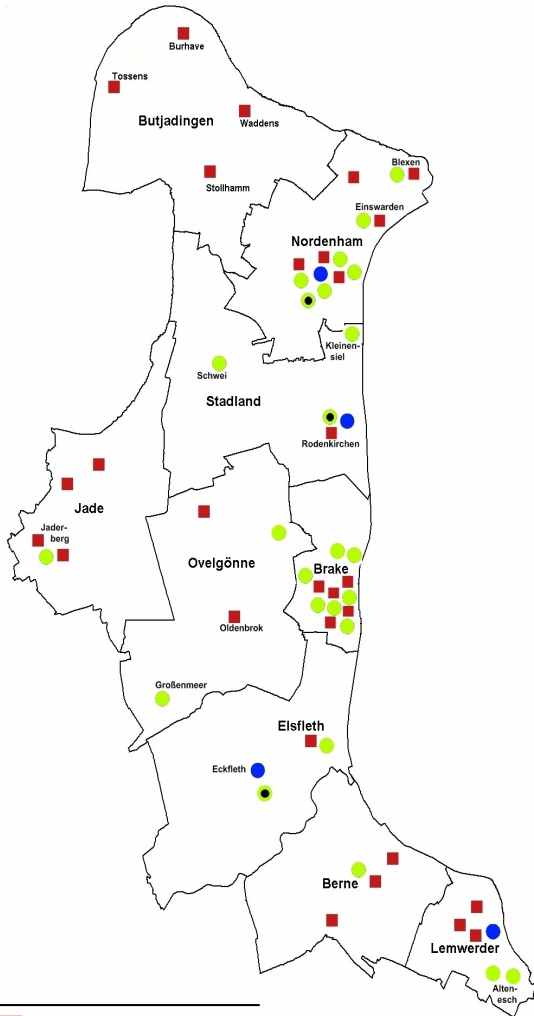 Burhave
Tossens
Butjadingen
Waddens
Stollhamm
Blexen
Einswarden
Nordenham
Kleinen-
siel
Schwei
Stadland
Rodenkirchen
Jade
Jader-
berg
Ovelgönne
Brake
Oldenbrok
Großenmeer
Elsfleth
Eckfleth
Berne
Lemwerder
Alten-
esch